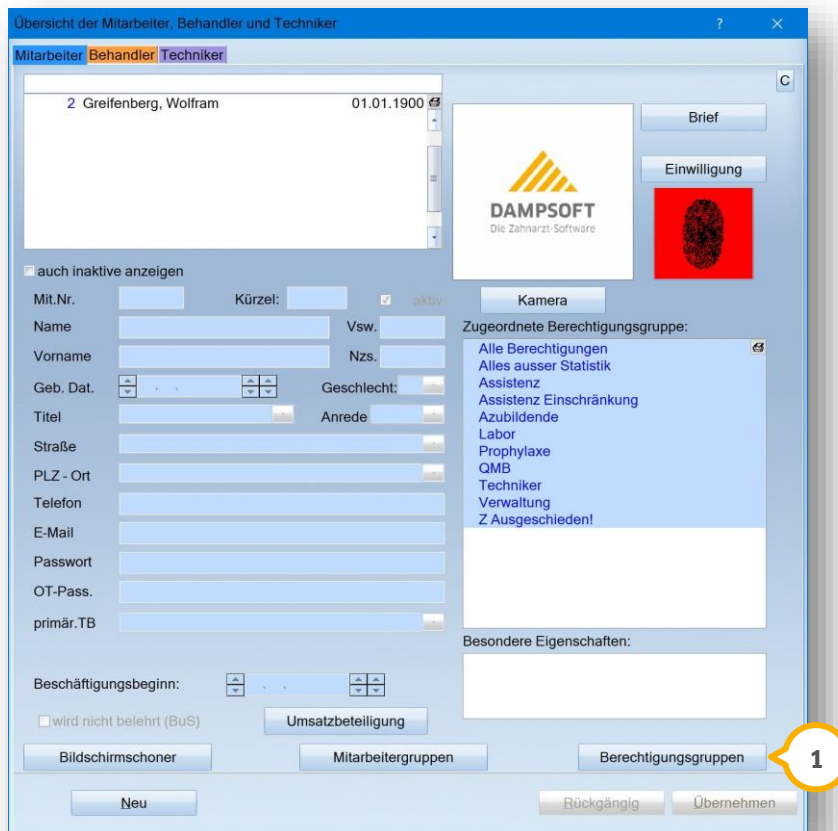 Übersicht der Mitarbeiter, Behandler und Techniker ? ×
Mitarbeiter Behandler Techniker
C
2 Greifenberg, Wolfram 01.01.1900
Brief
Einwilligung
DAMPSOFT
Die Zahnarzt-Software
auch inaktive anzeigen
Mit.Nr. Kürzel: aktiv
Kamera
Name Vsw.
Zugeordnete Berechtigungsgruppe:
Vorname Nzs.
Geb. Dat. . . Geschlecht:
Titel Anrede
Straße
PLZ - Ort
Telefon
E-Mail
Passwort
OT-Pass.
primär.TB
Alle Berechtigungen
Alles ausser Statistik
Assistenz
Assistenz Einschränkung
Azubildende
Labor
Prophylaxe
QMB
Techniker
Verwaltung
Z Ausgeschieden!
Besondere Eigenschaften:
Beschäftigungsbeginn: . .
wird nicht belehrt (BuS) Umsatzbeteiligung
Bildschirmschoner Mitarbeitergruppen Berechtigungsgruppen 1
Neu Rückgängig Übernehmen